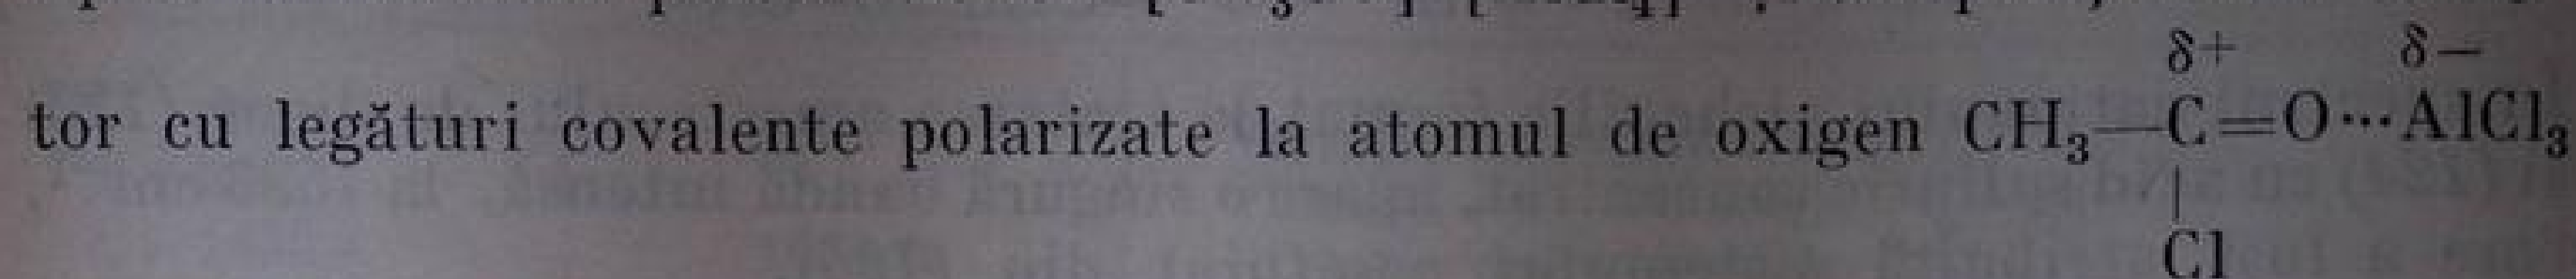 δ+ δ−
tor cu legături covalente polarizate la atomul de oxigen CH₃—C=O···AlCl₃
|
Cl